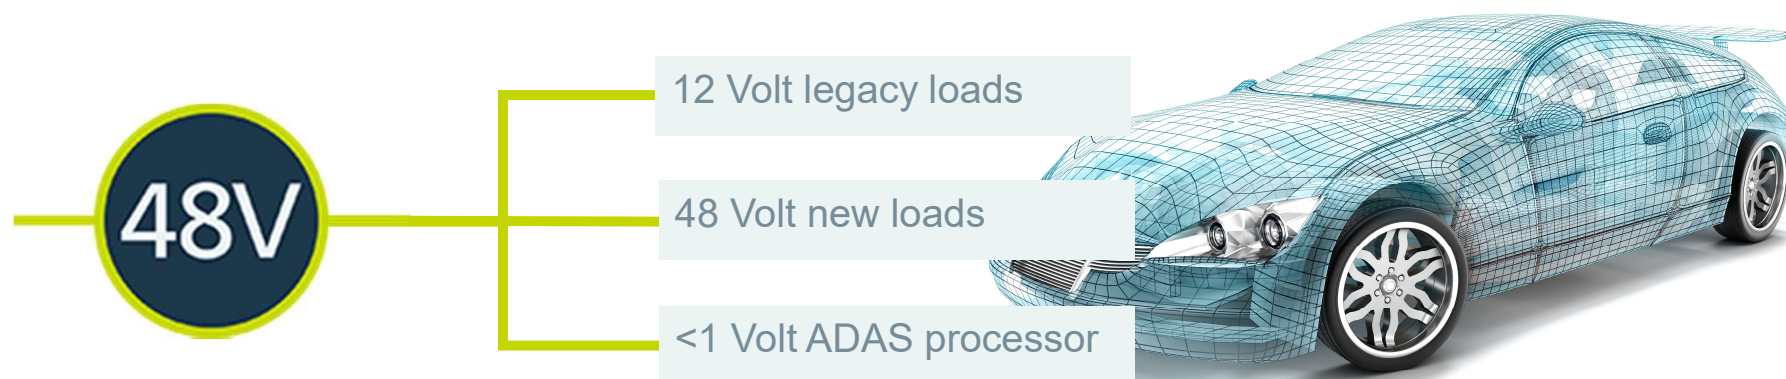 48V
12 Volt legacy loads
48 Volt new loads
<1 Volt ADAS processor